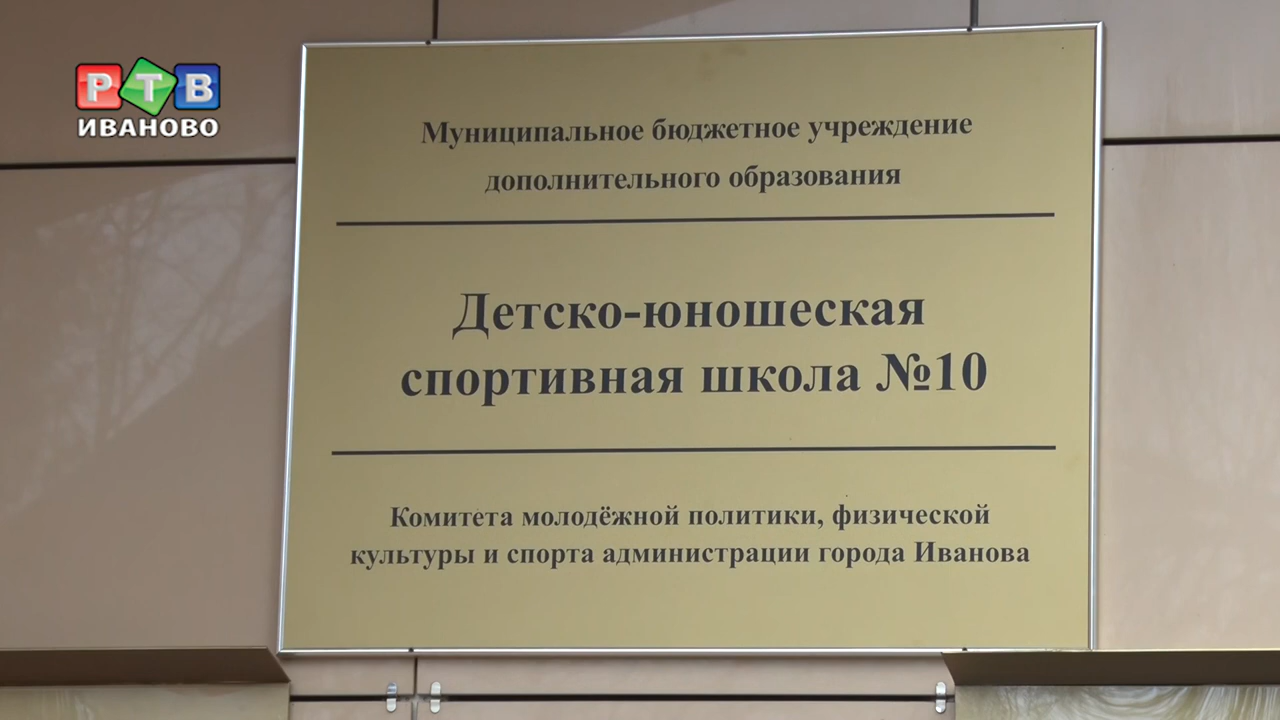 РТВ
ИВАНОВО
Муниципальное бюджетное учреждение
дополнительного образования
Детско-юношеская
спортивная школа №10
Комитета молодёжной политики, физической
культуры и спорта администрации города Иванова